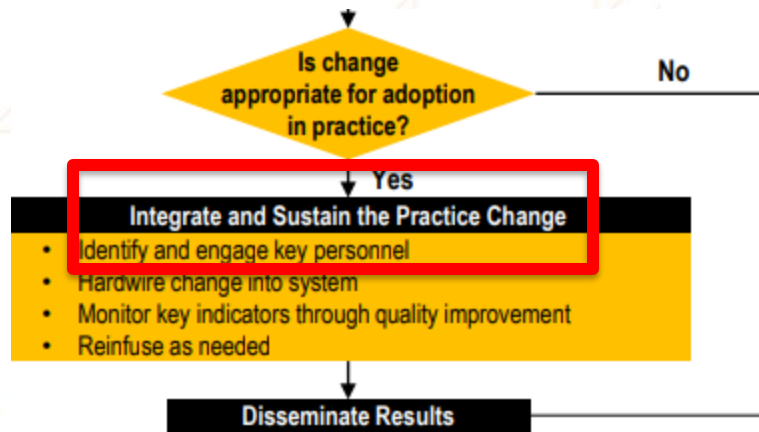 Is change
appropriate for adoption
in practice?
No
Yes
Integrate and Sustain the Practice Change
• Identify and engage key personnel
• Hardwire change into system
• Monitor key indicators through quality improvement
• Reinfuse as needed
Disseminate Results